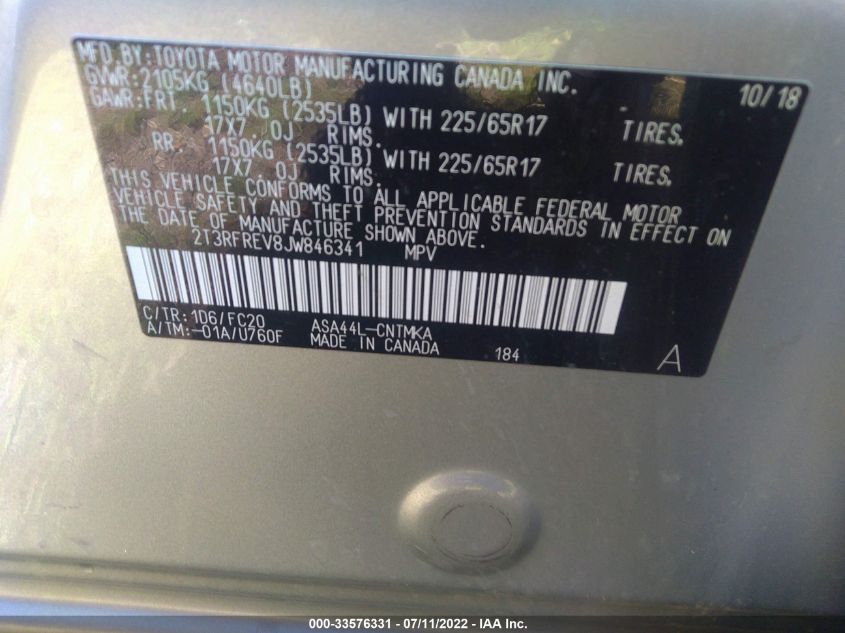 MFD.BY:TOYOTA MOTOR MANUFACTURING CANADA INC.
10/18
GVWR:2105KG (4640LB)
GAWR:FRT 1150KG (2535LB) WITH 225/65R17 TIRES.
17X7.0J RIMS.
RR 1150KG (2535LB) WITH 225/65R17 TIRES.
17X7.0J RIMS.
THIS VEHICLE CONFORMS TO ALL APPLICABLE FEDERAL MOTOR
VEHICLE SAFETY AND THEFT PREVENTION STANDARDS IN EFFECT ON
THE DATE OF MANUFACTURE SHOWN ABOVE.
2T3RFREV8JW846341 MPV
C/TR:1D6/FC20 ASA44L-CNTMKA
A/TM:-01A/U760F MADE IN CANADA 184 A
000-33576331 - 07/11/2022 - IAA Inc.